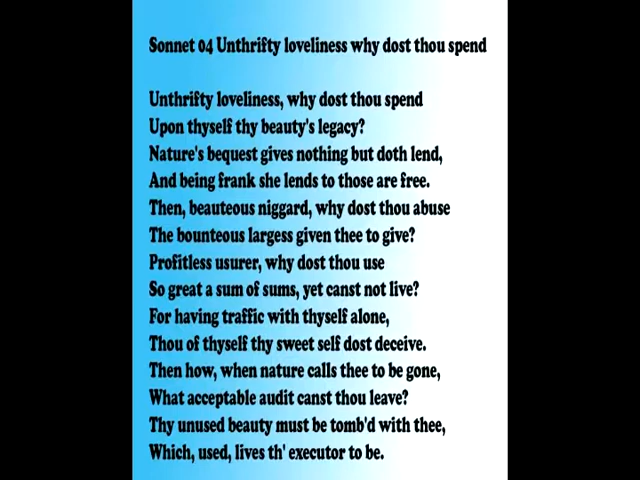 Sonnet 04 Unthrifty loveliness why dost thou spend
Unthrifty loveliness, why dost thou spend
Upon thyself thy beauty's legacy?
Nature's bequest gives nothing but doth lend,
And being frank she lends to those are free.
Then, beauteous niggard, why dost thou abuse
The bounteous largess given thee to give?
Profitless usurer, why dost thou use
So great a sum of sums, yet canst not live?
For having traffic with thyself alone,
Thou of thyself thy sweet self dost deceive.
Then how, when nature calls thee to be gone,
What acceptable audit canst thou leave?
Thy unused beauty must be tomb'd with thee,
Which, used, lives th' executor to be.